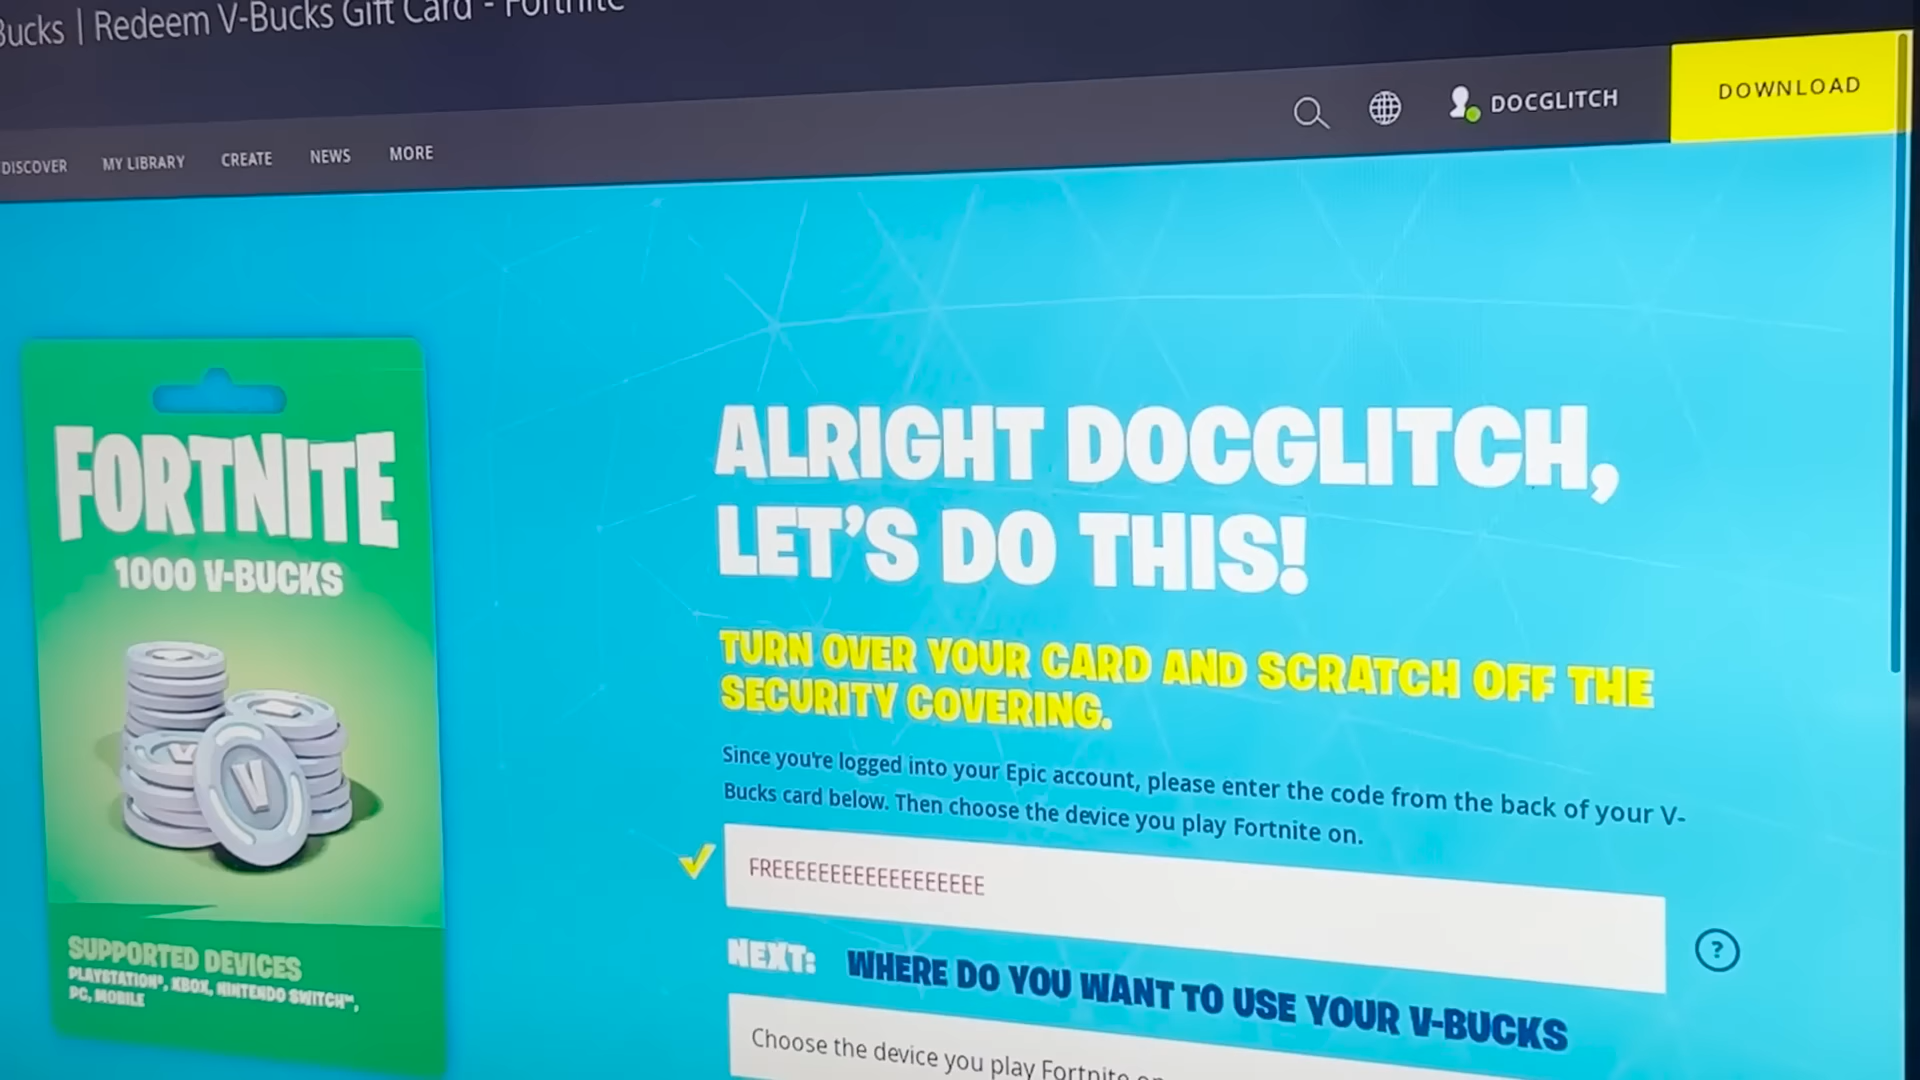 Bucks | Redeem V-Bucks Gift Card - Fortnite
DISCOVER MY LIBRARY CREATE NEWS MORE DOCGLITCH DOWNLOAD
FORTNITE
1000 V-BUCKS
SUPPORTED DEVICES
PLAYSTATION®, XBOX, NINTENDO SWITCH™,
PC, MOBILE
ALRIGHT DOCGLITCH,
LET'S DO THIS!
TURN OVER YOUR CARD AND SCRATCH OFF THE
SECURITY COVERING.
Since you're logged into your Epic account, please enter the code from the back of your V-
Bucks card below. Then choose the device you play Fortnite on.
FREEEEEEEEEEEEEEEEEE
?
NEXT: WHERE DO YOU WANT TO USE YOUR V-BUCKS
Choose the device you play Fortnite on